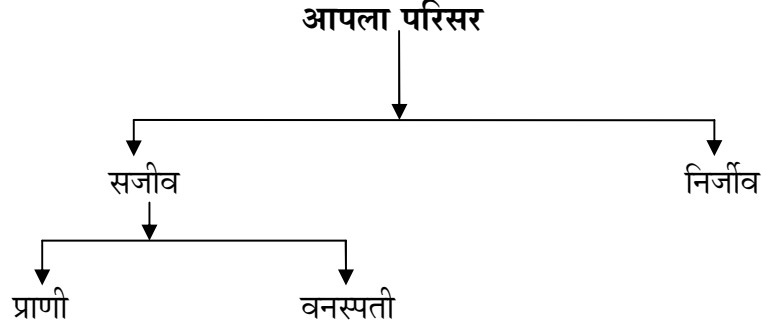 आपला परिसर
सजीव
निर्जीव
प्राणी
वनस्पती